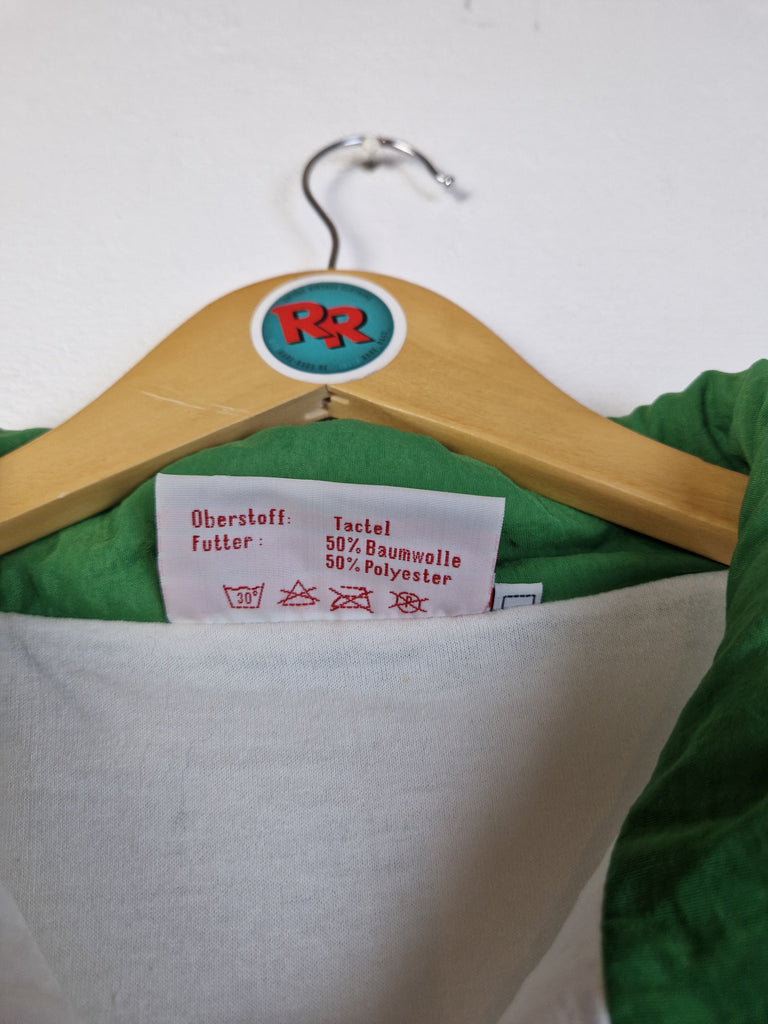 RR
Oberstoff: Tactel
Futter: 50% Baumwolle
50% Polyester
30°
P